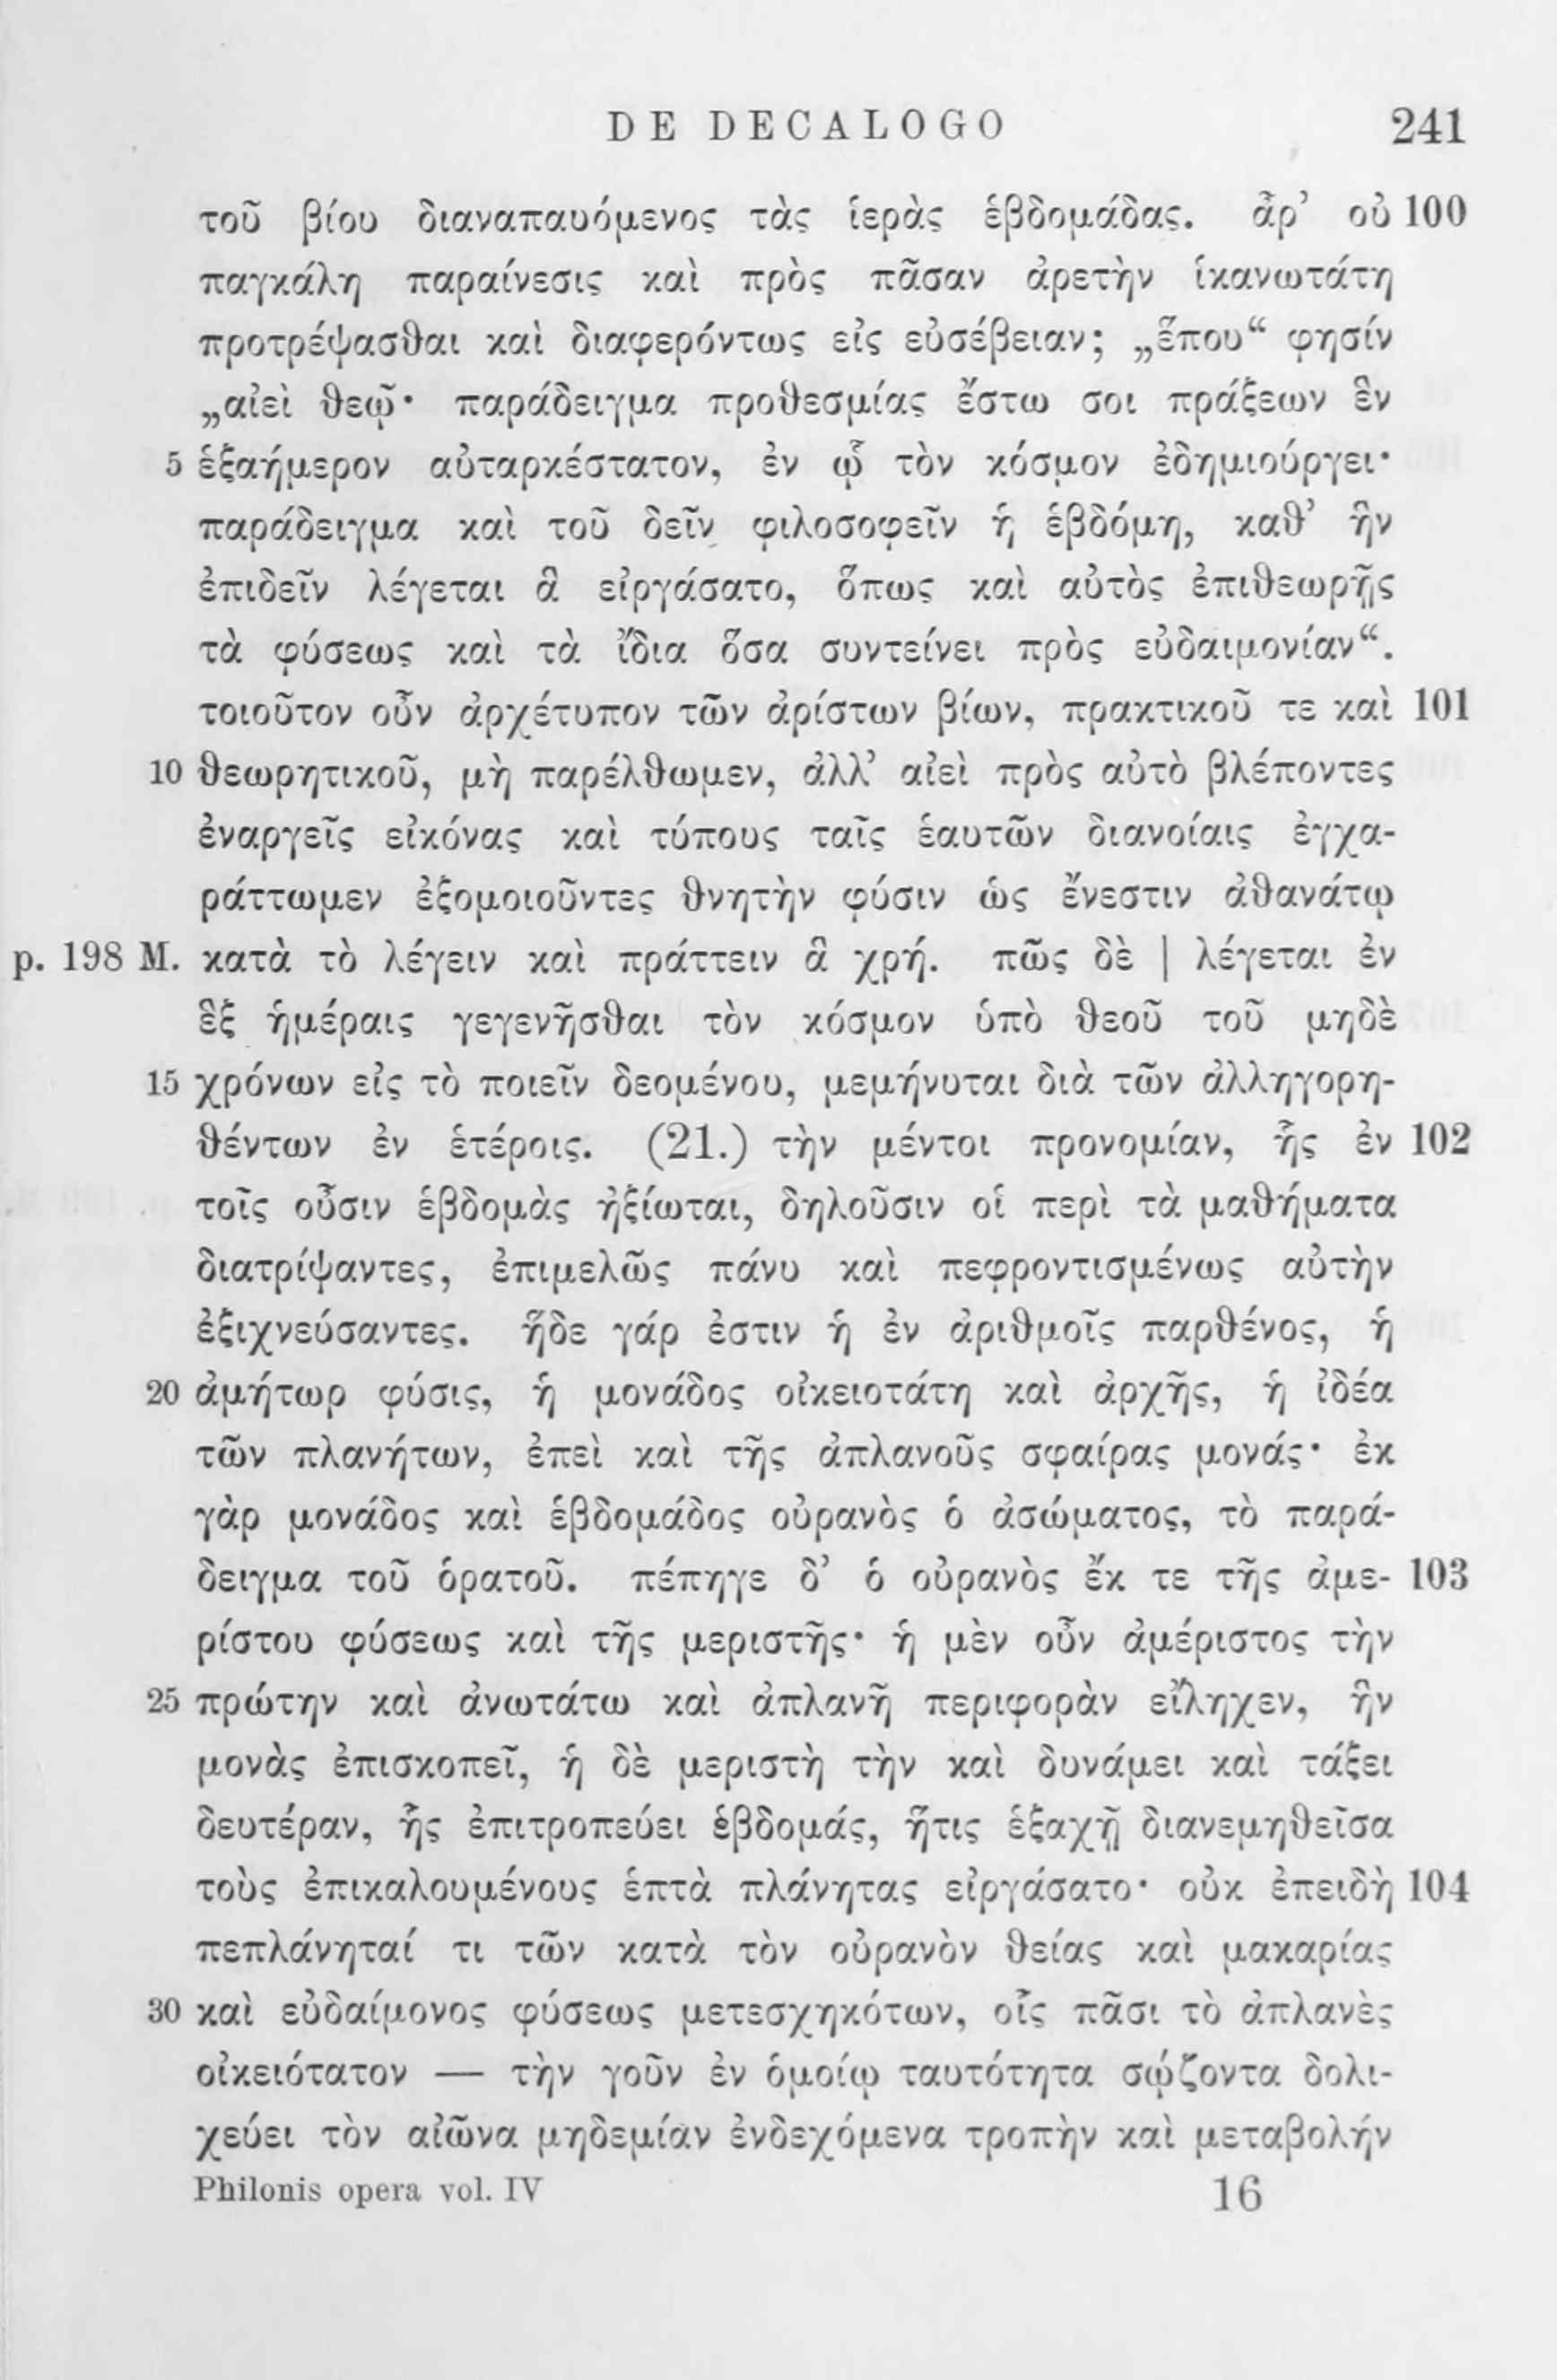 DE DECALOGO 241
τοῦ βίου διαναπαυόμενος τὰς ἱερὰς ἑβδομάδας. ἆρ’ οὐ 100
παγκάλη παραίνεσις καὶ πρὸς πᾶσαν ἀρετὴν ἱκανωτάτη
προτρέψασθαι καὶ διαφερόντως εἰς εὐσέβειαν; „ἕπου“ φησίν
„αἰεὶ θεῷ· παράδειγμα προθεσμίας ἔστω σοι πράξεων ἓν
5 ἑξαήμερον αὐταρκέστατον, ἐν ᾧ τὸν κόσμον ἐδημιούργει·
παράδειγμα καὶ τοῦ δεῖν φιλοσοφεῖν ἡ ἑβδόμη, καθ’ ἣν
ἐπιδεῖν λέγεται ἃ εἰργάσατο, ὅπως καὶ αὐτὸς ἐπιθεωρῇς
τὰ φύσεως καὶ τὰ ἴδια ὅσα συντείνει πρὸς εὐδαιμονίαν“.
τοιοῦτον οὖν ἀρχέτυπον τῶν ἀρίστων βίων, πρακτικοῦ τε καὶ 101
10 θεωρητικοῦ, μὴ παρέλθωμεν, ἀλλ’ αἰεὶ πρὸς αὐτὸ βλέποντες
ἐναργεῖς εἰκόνας καὶ τύπους ταῖς ἑαυτῶν διανοίαις ἐγχα-
ράττωμεν ἐξομοιοῦντες θνητὴν φύσιν ὡς ἔνεστιν ἀθανάτῳ
p. 198 M. κατὰ τὸ λέγειν καὶ πράττειν ἃ χρή. πῶς δὲ | λέγεται ἐν
ἓξ ἡμέραις γεγενῆσθαι τὸν κόσμον ὑπὸ θεοῦ τοῦ μηδὲ
15 χρόνων εἰς τὸ ποιεῖν δεομένου, μεμήνυται διὰ τῶν ἀλληγορη-
θέντων ἐν ἑτέροις. (21.) τὴν μέντοι προνομίαν, ἧς ἐν 102
τοῖς οὖσιν ἑβδομὰς ἠξίωται, δηλοῦσιν οἱ περὶ τὰ μαθήματα
διατρίψαντες, ἐπιμελῶς πάνυ καὶ πεφροντισμένως αὐτὴν
ἐξιχνεύσαντες. ἥδε γάρ ἐστιν ἡ ἐν ἀριθμοῖς παρθένος, ἡ
20 ἀμήτωρ φύσις, ἡ μονάδος οἰκειοτάτη καὶ ἀρχῆς, ἡ ἰδέα
τῶν πλανήτων, ἐπεὶ καὶ τῆς ἀπλανοῦς σφαίρας μονάς· ἐκ
γὰρ μονάδος καὶ ἑβδομάδος οὐρανὸς ὁ ἀσώματος, τὸ παρά-
δειγμα τοῦ ὁρατοῦ. πέπηγε δ’ ὁ οὐρανὸς ἔκ τε τῆς ἀμε- 103
ρίστου φύσεως καὶ τῆς μεριστῆς· ἡ μὲν οὖν ἀμέριστος τὴν
25 πρώτην καὶ ἀνωτάτω καὶ ἀπλανῆ περιφορὰν εἴληχεν, ἣν
μονὰς ἐπισκοπεῖ, ἡ δὲ μεριστὴ τὴν καὶ δυνάμει καὶ τάξει
δευτέραν, ἧς ἐπιτροπεύει ἑβδομάς, ἥτις ἑξαχῇ διανεμηθεῖσα
τοὺς ἐπικαλουμένους ἑπτὰ πλάνητας εἰργάσατο· οὐκ ἐπειδὴ 104
πεπλάνηταί τι τῶν κατὰ τὸν οὐρανὸν θείας καὶ μακαρίας
30 καὶ εὐδαίμονος φύσεως μετεσχηκότων, οἷς πᾶσι τὸ ἀπλανὲς
οἰκειότατον — τὴν γοῦν ἐν ὁμοίῳ ταυτότητα σῴζοντα δολι-
χεύει τὸν αἰῶνα μηδεμίαν ἐνδεχόμενα τροπὴν καὶ μεταβολήν
Philonis opera vol. IV 16